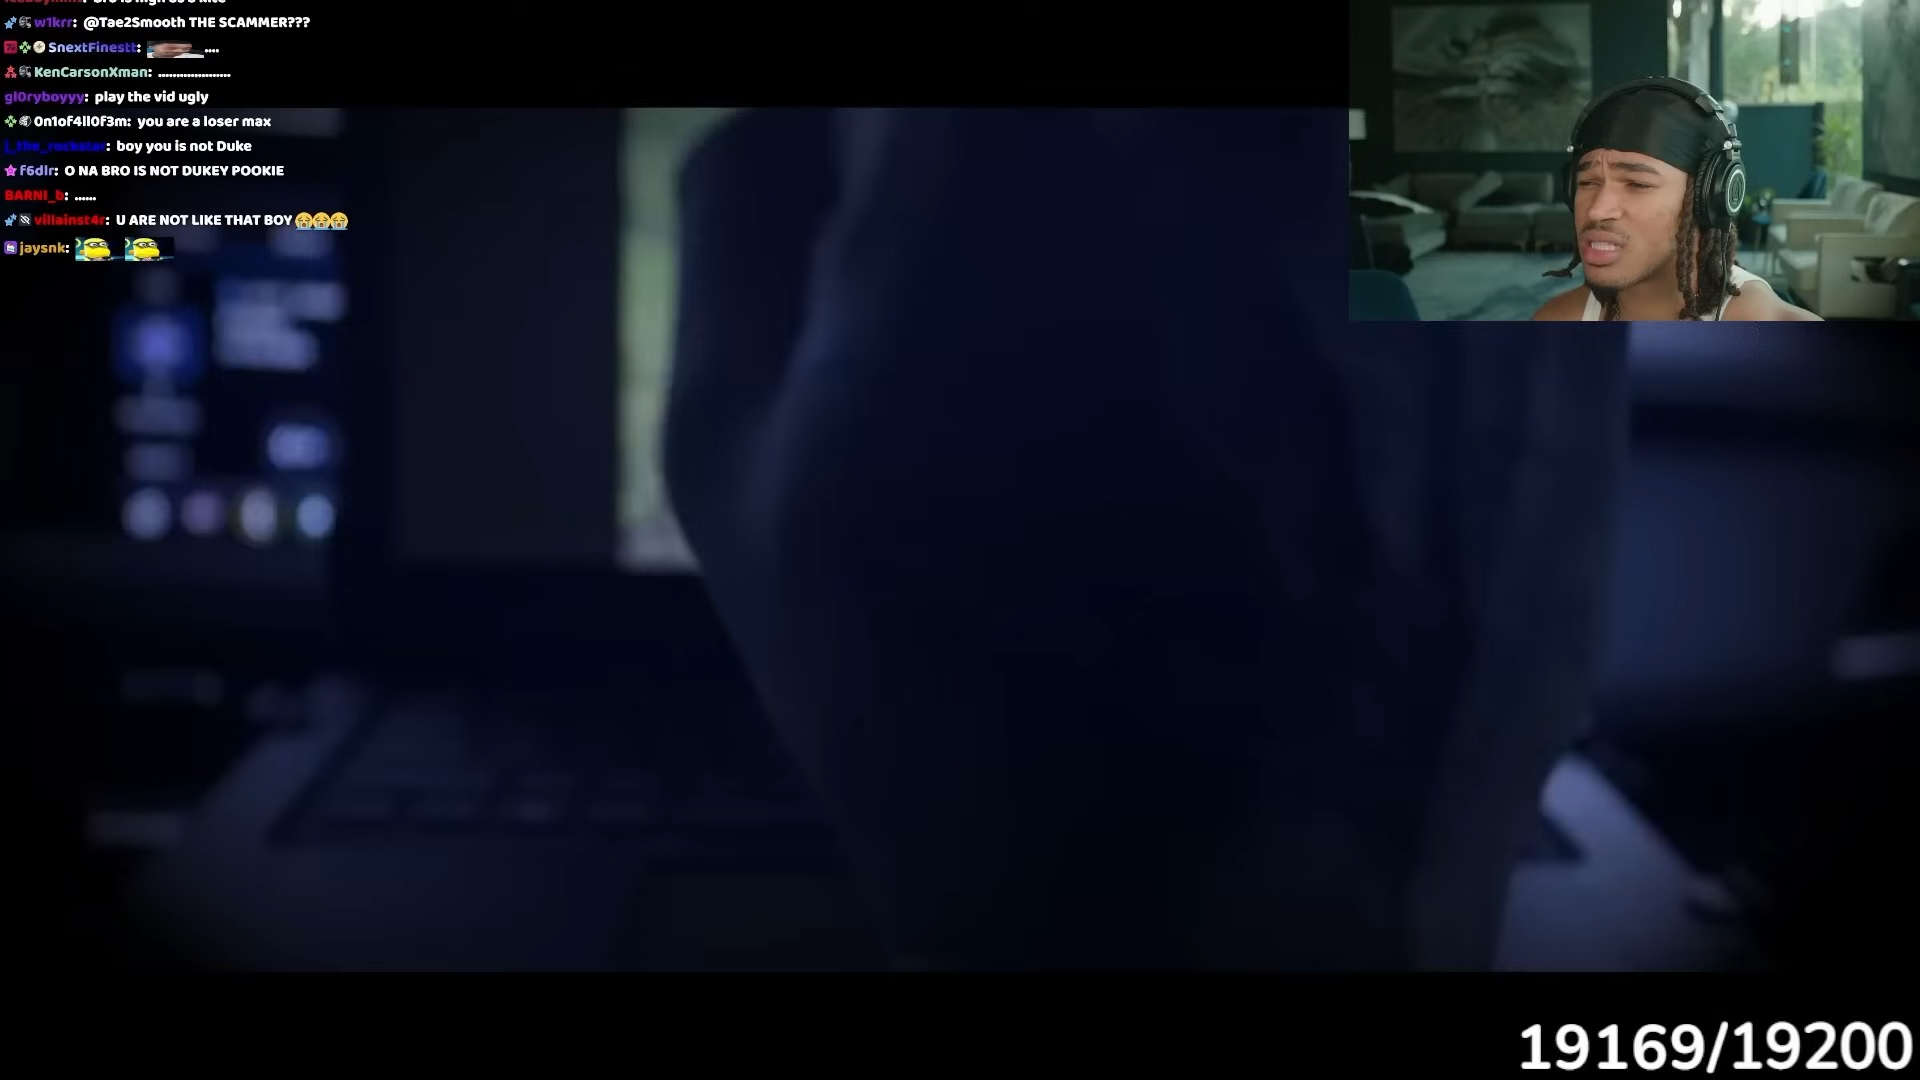 w1krr: @Tae2Smooth THE SCAMMER???
SnextFinestt: ....
KenCarsonXman: ....................
gl0ryboyyy: play the vid ugly
0n1of4ll0f3m: you are a loser max
: boy you is not Duke
f6dlr: O NA BRO IS NOT DUKEY POOKIE
BARNI_b: ......
villainst4r: U ARE NOT LIKE THAT BOY 😭😭😭
jaysnk:
19169/19200